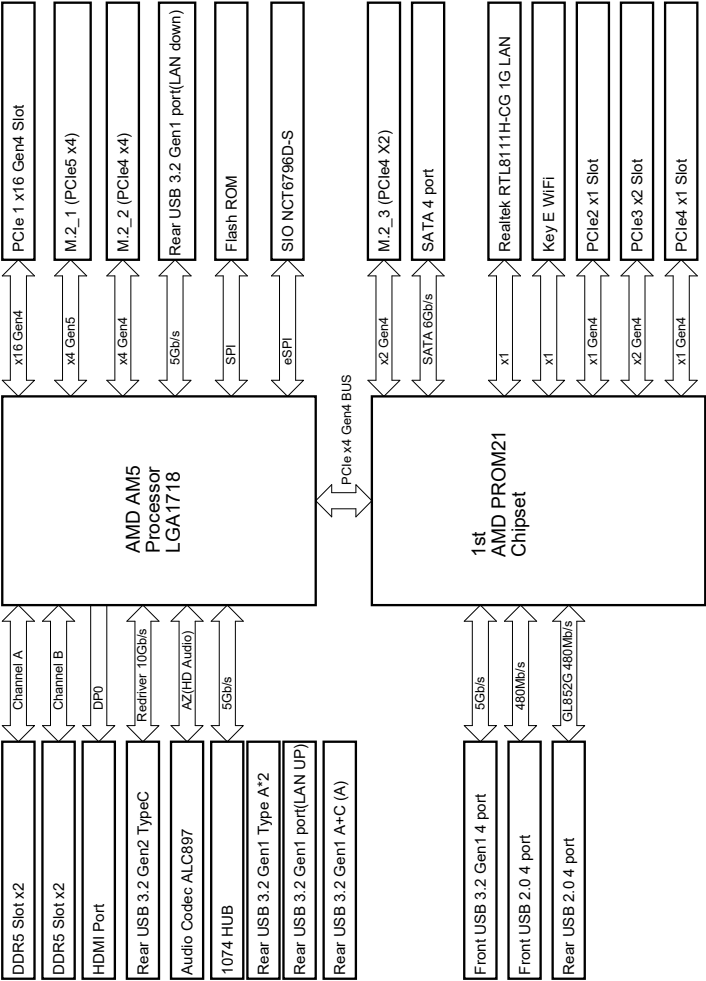 PCIe 1 x16 Gen4 Slot
M.2_1 (PCIe5 x4)
M.2_2 (PCIe4 x4)
Rear USB 3.2 Gen1 port(LAN down)
Flash ROM
SIO NCT6796D-S
M.2_3 (PCIe4 X2)
SATA 4 port
Realtek RTL8111H-CG 1G LAN
Key E WiFi
PCIe2 x1 Slot
PCIe3 x2 Slot
PCIe4 x1 Slot
x16 Gen4
x4 Gen5
x4 Gen4
5Gb/s
SPI
eSPI
x2 Gen4
SATA 6Gb/s
x1
x1
x1 Gen4
x2 Gen4
x1 Gen4
AMD AM5
Processor
LGA1718
PCIe x4 Gen4 BUS
1st
AMD PROM21
Chipset
Channel A
Channel B
DP0
Redriver 10Gb/s
AZ(HD Audio)
5Gb/s
5Gb/s
480Mb/s
GL852G 480Mb/s
DDR5 Slot x2
DDR5 Slot x2
HDMI Port
Rear USB 3.2 Gen2 TypeC
Audio Codec ALC897
1074 HUB
Rear USB 3.2 Gen1 Type A*2
Rear USB 3.2 Gen1 port(LAN UP)
Rear USB 3.2 Gen1 A+C (A)
Front USB 3.2 Gen1 4 port
Front USB 2.0 4 port
Rear USB 2.0 4 port